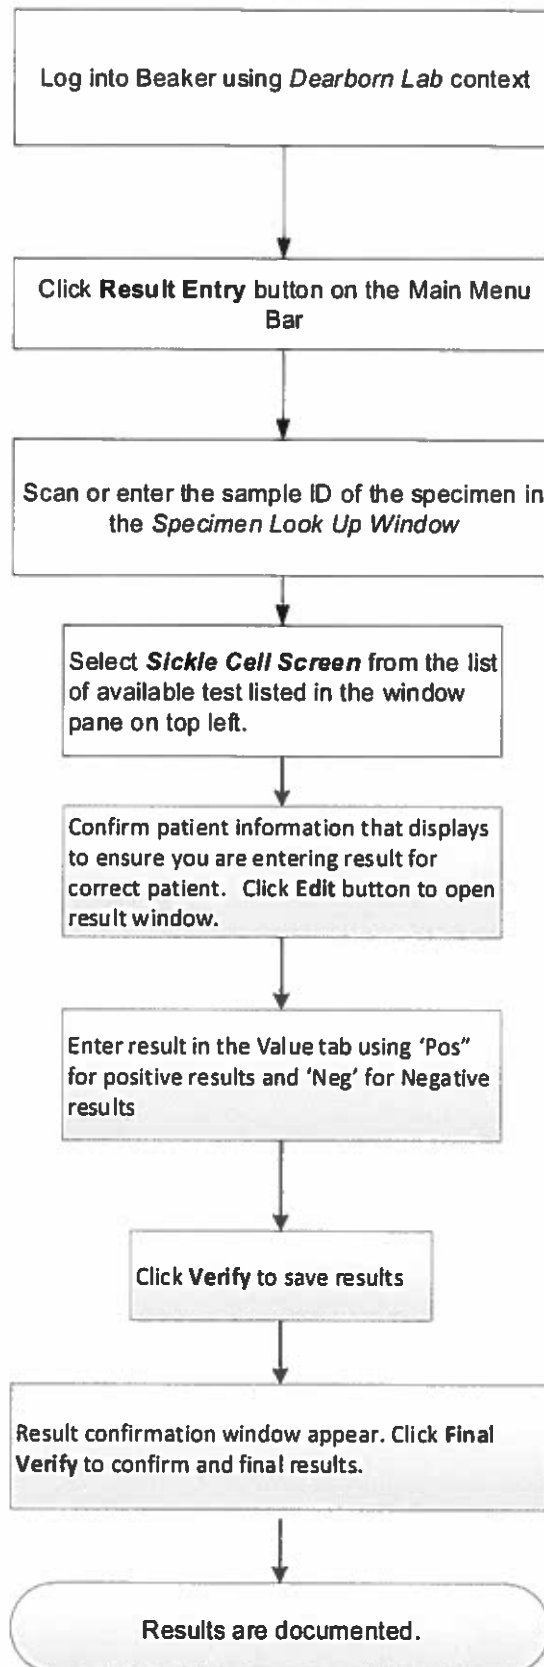 Log into Beaker using Dearborn Lab context
Click Result Entry button on the Main Menu
Bar
Scan or enter the sample ID of the specimen in
the Specimen Look Up Window
Select Sickle Cell Screen from the list
of available test listed in the window
pane on top left.
Confirm patient information that displays
to ensure you are entering result for
correct patient.  Click Edit button to open
result window.
Enter result in the Value tab using ‘Pos”
for positive results and ‘Neg’ for Negative
results
Click Verify to save results
Result confirmation window appear. Click Final
Verify to confirm and final results.
Results are documented.